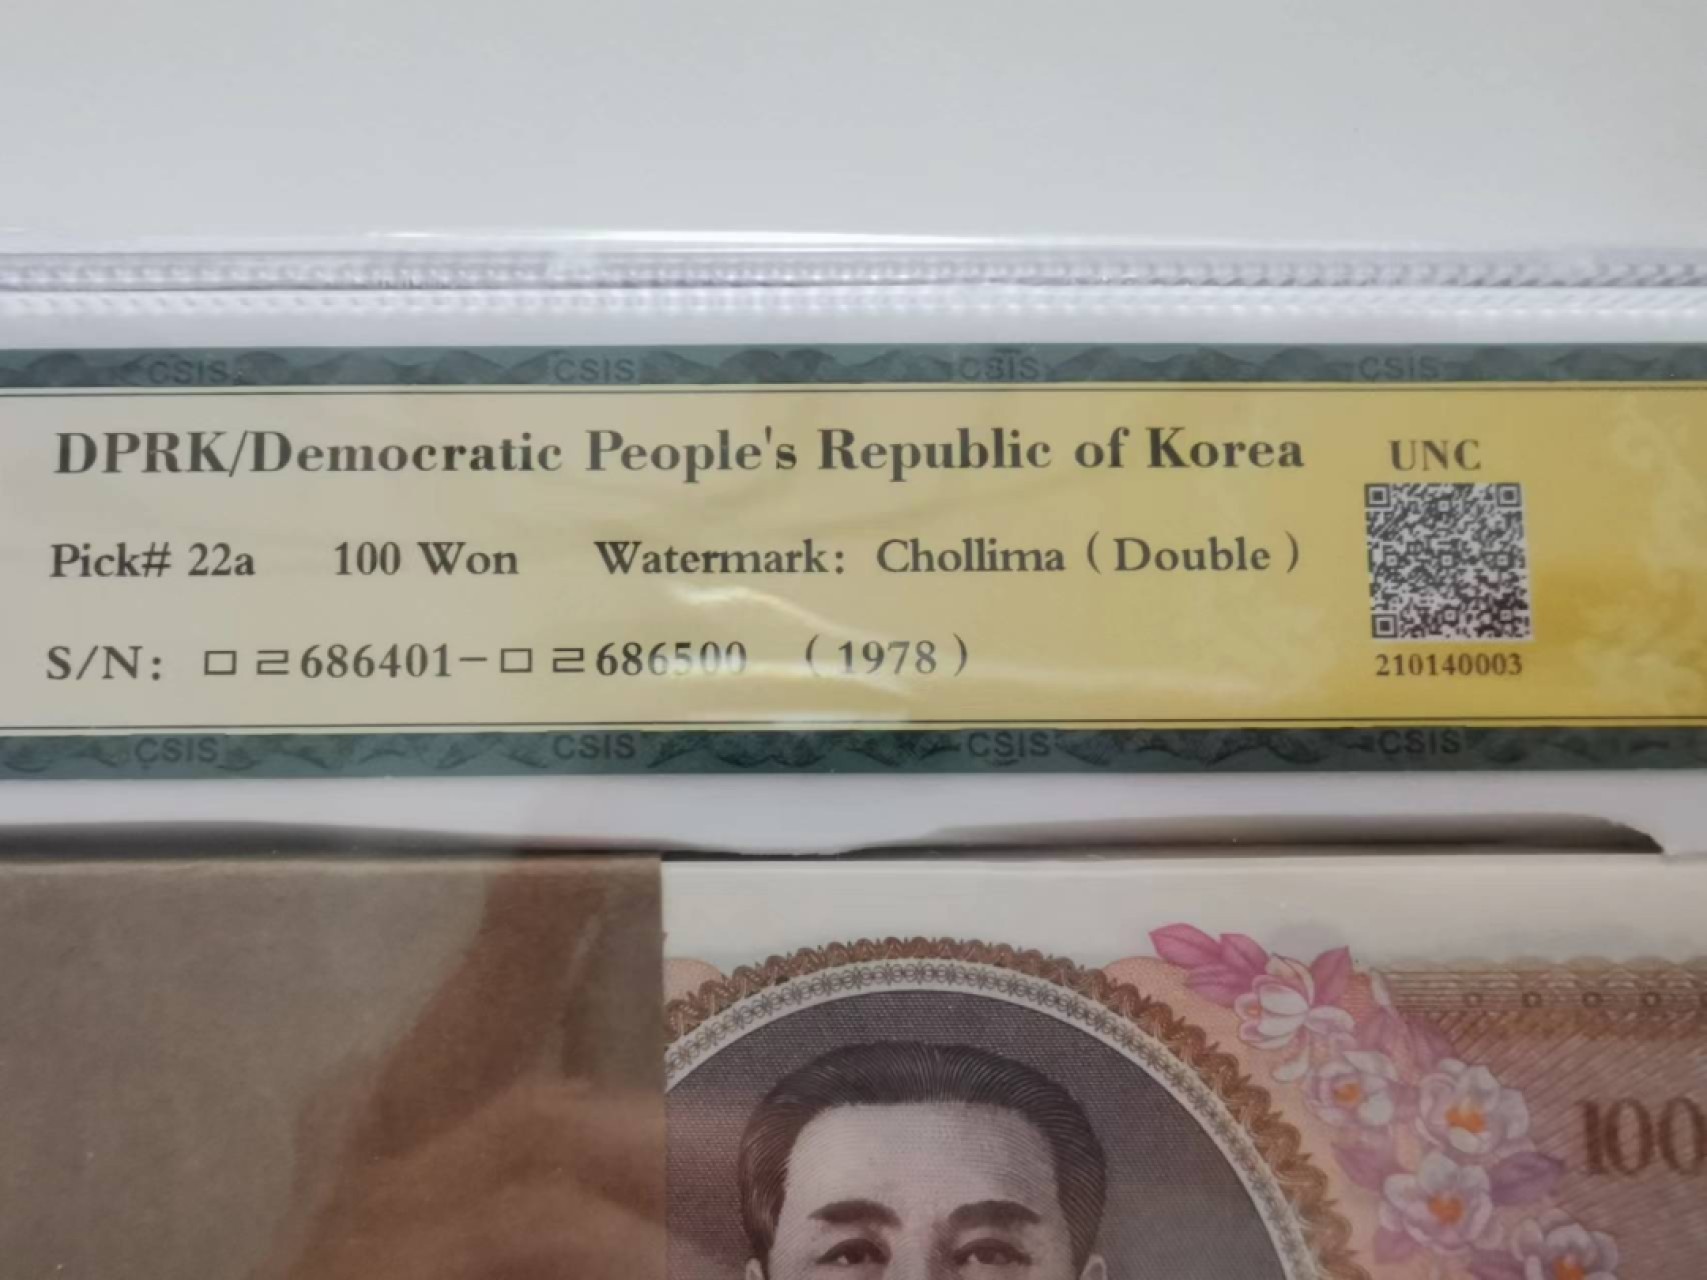 CSIS CSIS CSIS CSIS
DPRK/Democratic People's Republic of Korea UNC
Pick# 22a 100 Won Watermark: Chollima (Double)
S/N: ㅁㄹ686401-ㅁㄹ686500 (1978)
210140003
CSIS CSIS CSIS CSIS
100